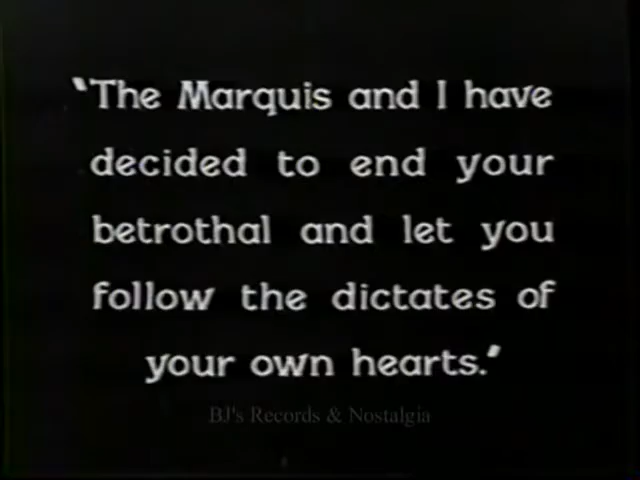 "The Marquis and I have
decided to end your
betrothal and let you
follow the dictates of
your own hearts."
BJ's Records & Nostalgia